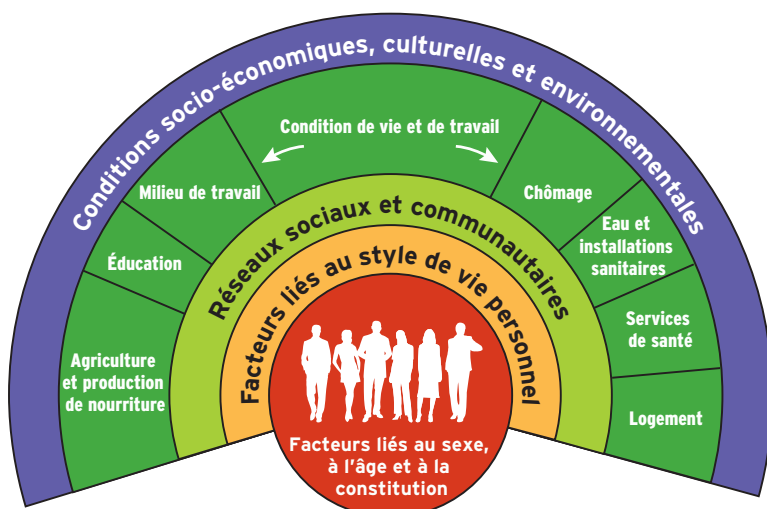 Conditions socio-économiques, culturelles et environnementales
Condition de vie et de travail
Milieu de travail
Chômage
Éducation
Eau et
installations
sanitaires
Agriculture
et production
de nourriture
Services
de santé
Logement
Réseaux sociaux et communautaires
Facteurs liés au style de vie personnel
Facteurs liés au sexe,
à l'âge et à la
constitution